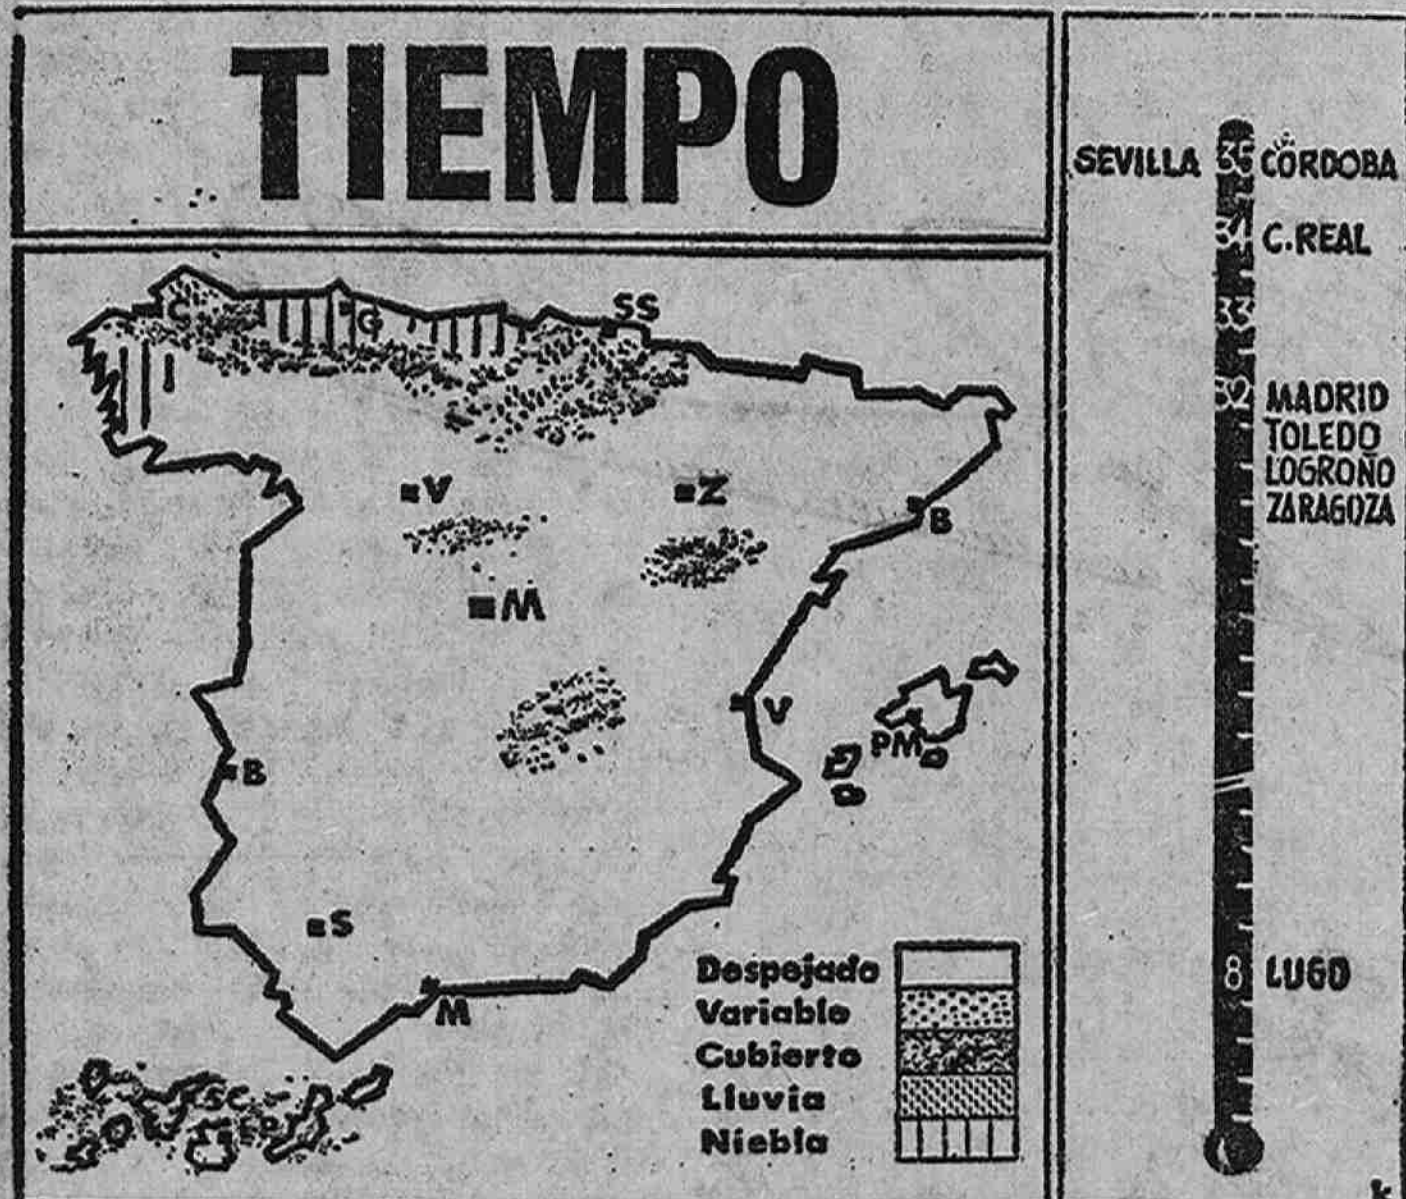 TIEMPO
C
G
SS
V
Z
B
M
V
PM
B
S
M
SC
Despejado
Variable
Cubierto
Lluvia
Niebla
SEVILLA 35 CÓRDOBA
34 C.REAL
33
32 MADRID
TOLEDO
LOGROÑO
ZARAGOZA
8 LUGO